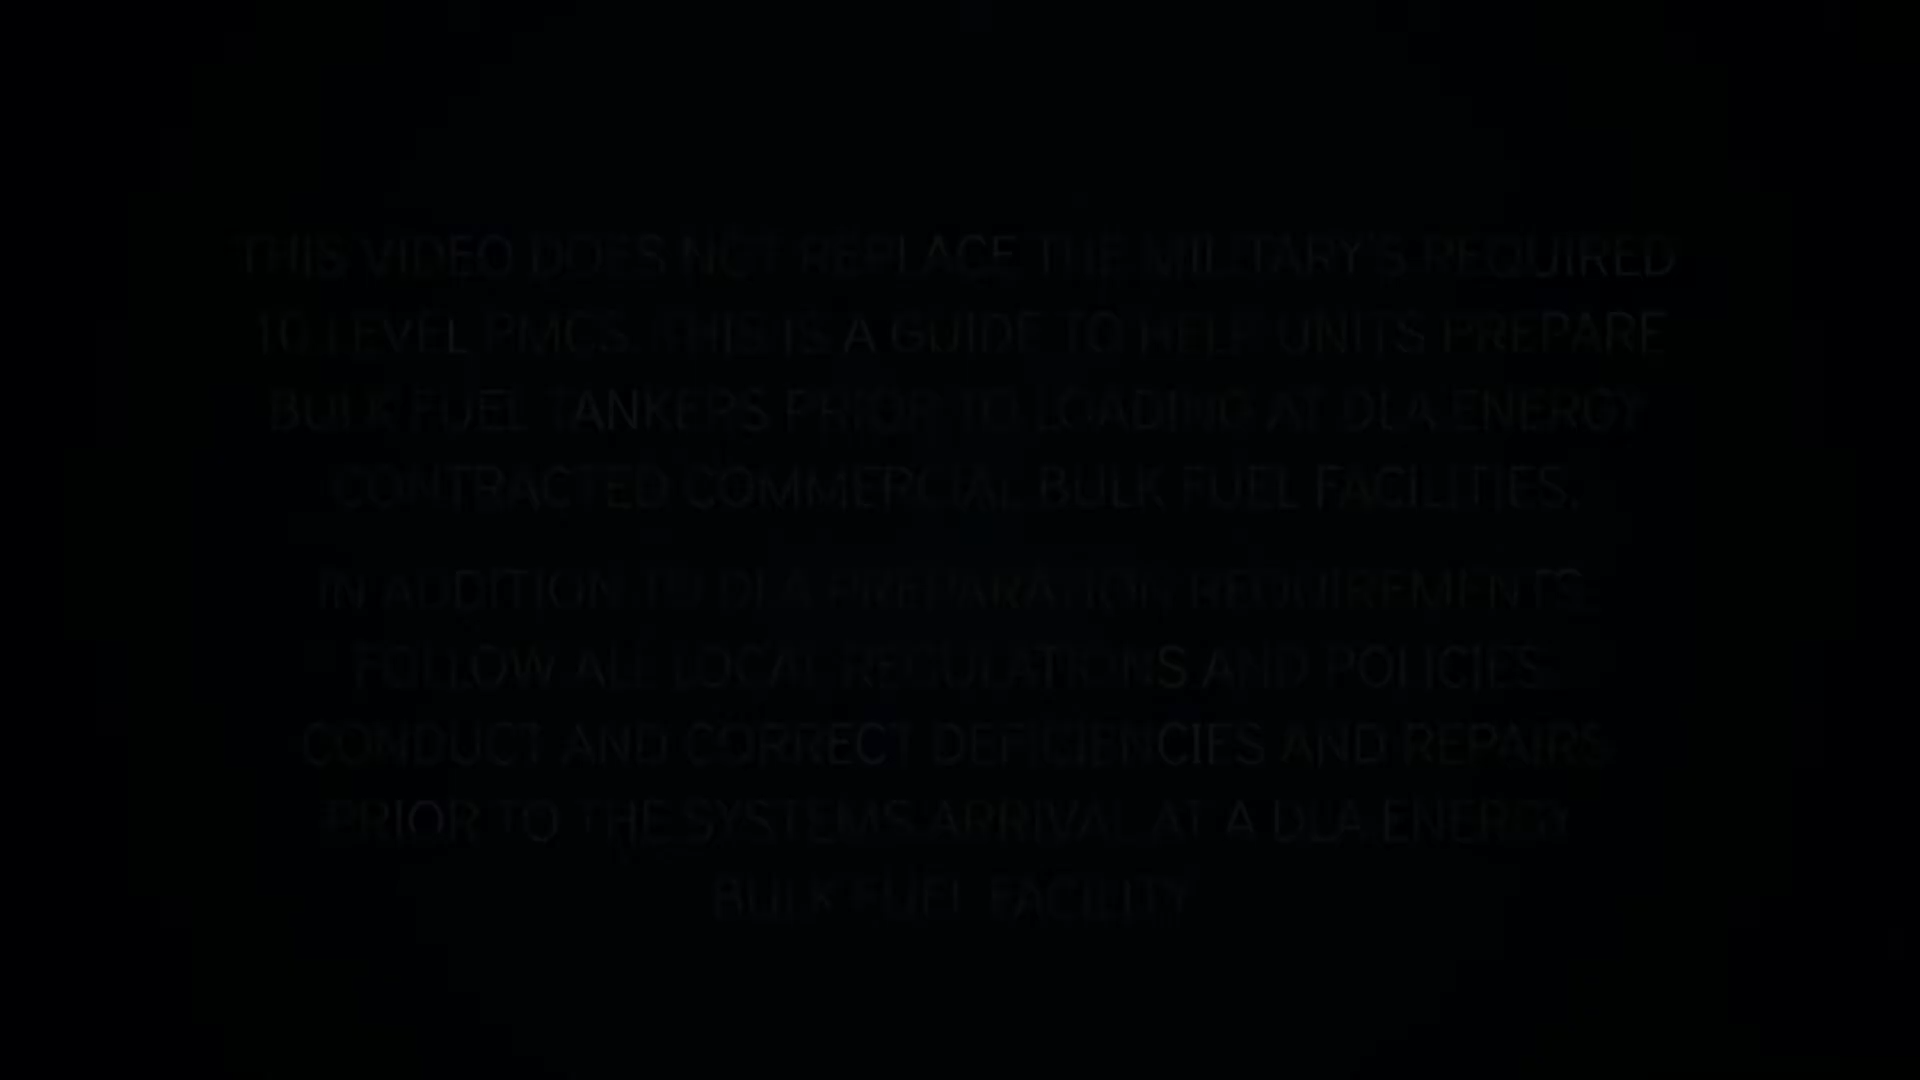 THIS VIDEO DOES NOT REPLACE THE MILITARY'S REQUIRED
10 LEVEL PMCS. THIS IS A GUIDE TO HELP UNITS PREPARE
BULK FUEL TANKERS PRIOR TO LOADING AT DLA ENERGY
CONTRACTED COMMERCIAL BULK FUEL FACILITIES.
IN ADDITION TO DLA PREPARATION REQUIREMENTS
FOLLOW ALL LOCAL REGULATIONS AND POLICIES.
CONDUCT AND CORRECT DEFICIENCIES AND REPAIRS
PRIOR TO THE SYSTEMS ARRIVAL AT A DLA ENERGY
BULK FUEL FACILITY